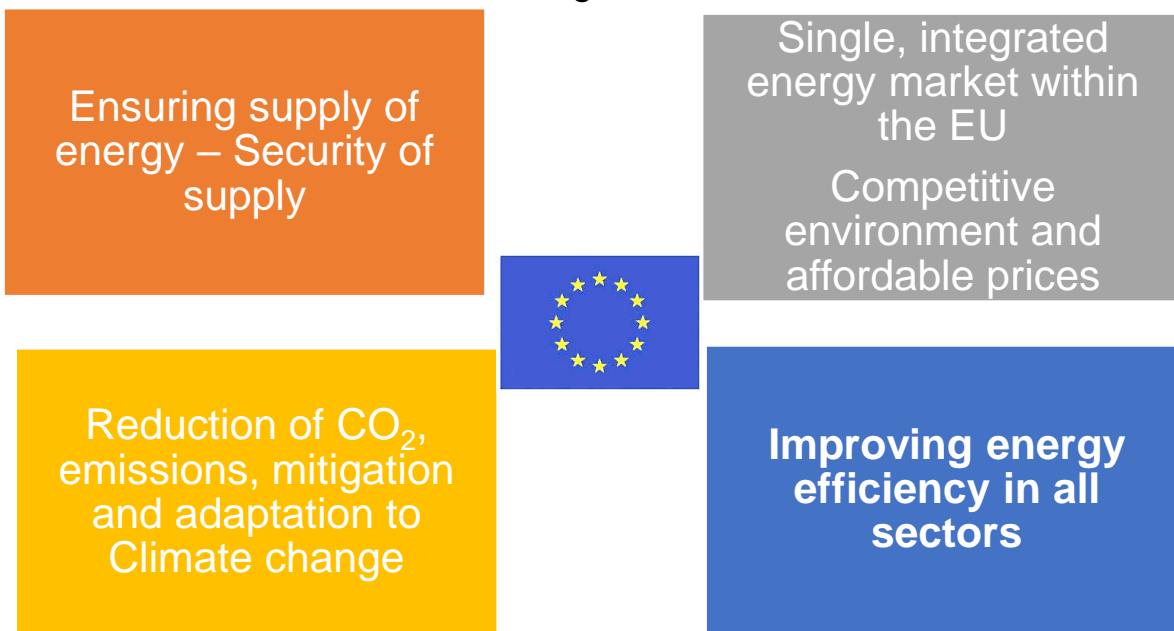 Ensuring supply of
energy – Security of
supply
Single, integrated
energy market within
the EU
Competitive
environment and
affordable prices
Reduction of CO₂,
emissions, mitigation
and adaptation to
Climate change
Improving energy
efficiency in all
sectors